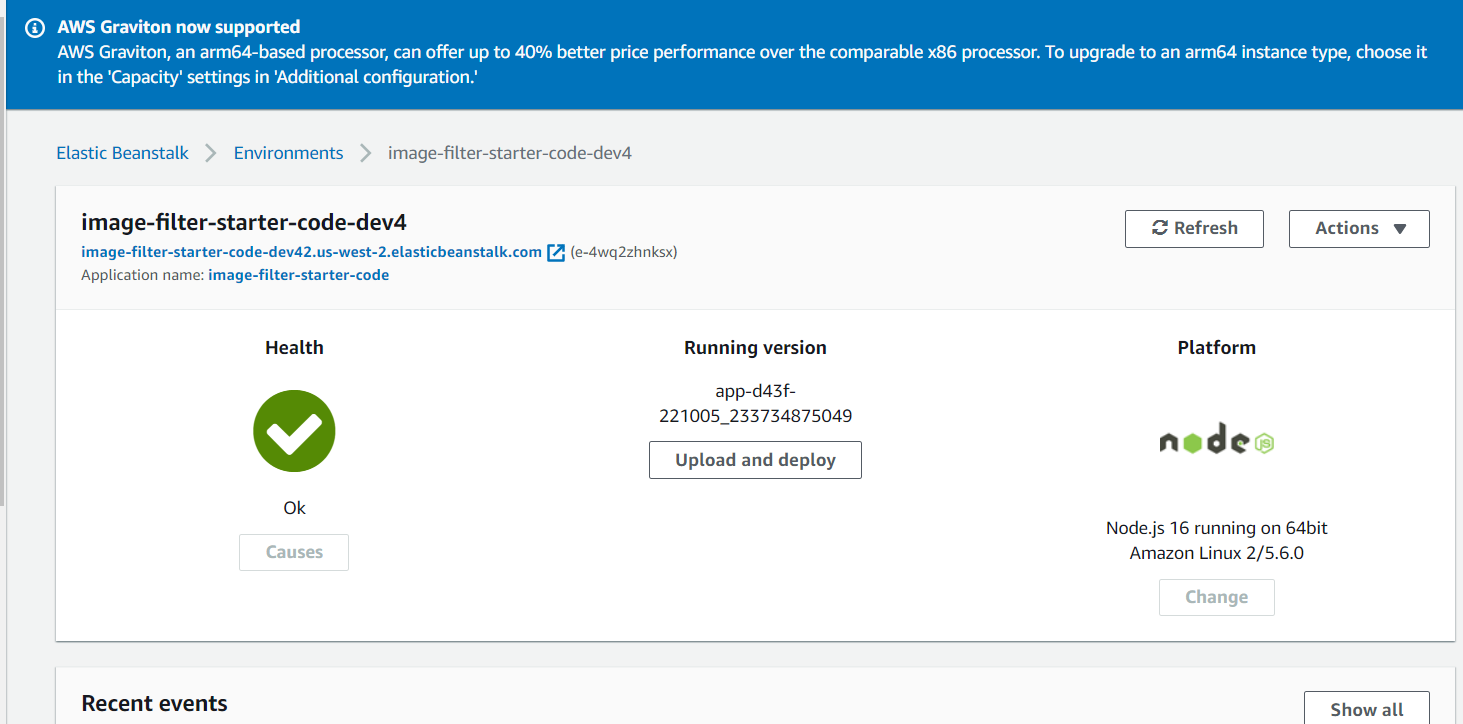 AWS Graviton now supported
AWS Graviton, an arm64-based processor, can offer up to 40% better price performance over the comparable x86 processor. To upgrade to an arm64 instance type, choose it
in the 'Capacity' settings in 'Additional configuration.'
Elastic Beanstalk
Environments
image-filter-starter-code-dev4
image-filter-starter-code-dev4
Refresh
Actions
image-filter-starter-code-dev42.us-west-2.elasticbeanstalk.com (e-4wq2zhnksx)
Application name: image-filter-starter-code
Health
Ok
Causes
Running version
app-d43f-
221005_233734875049
Upload and deploy
Platform
node JS
Node.js 16 running on 64bit
Amazon Linux 2/5.6.0
Change
Recent events
Show all